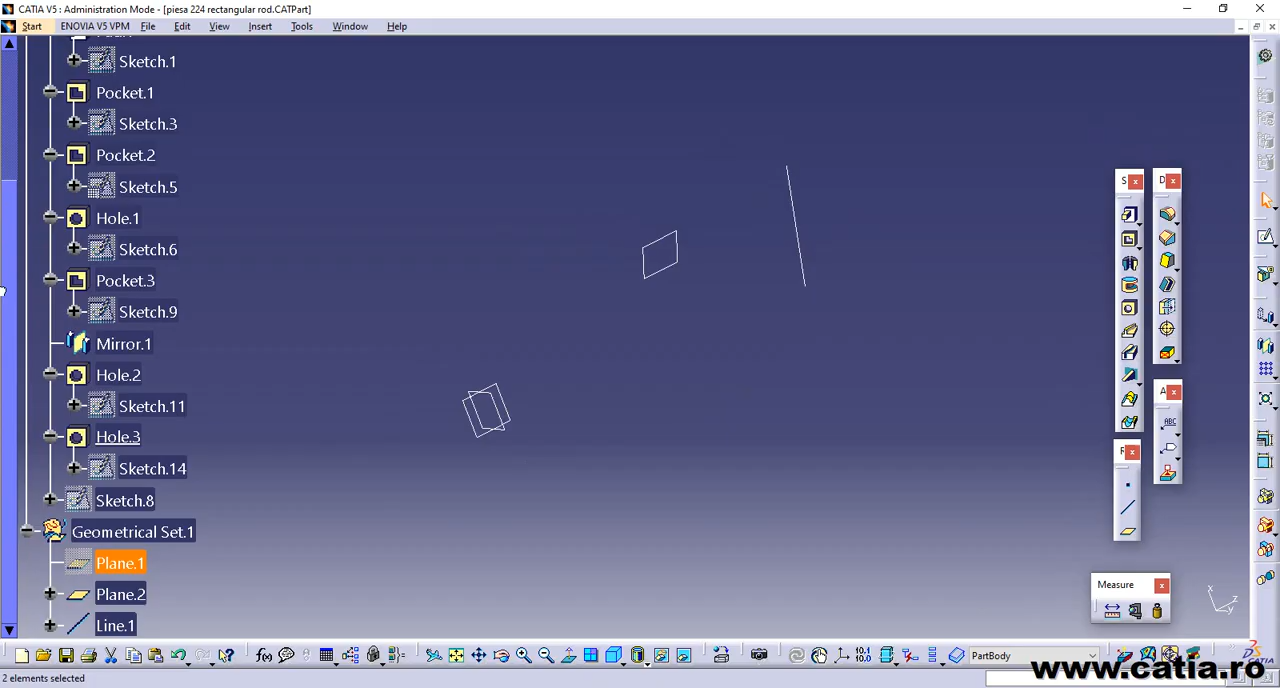 CATIA V5 : Administration Mode - [piesa 224 rectangular rod.CATPart]
Start ENOVIA V5 VPM File Edit View Insert Tools Window Help
Sketch.1
Pocket.1
Sketch.3
Pocket.2
Sketch.5
Hole.1
Sketch.6
Pocket.3
Sketch.9
Mirror.1
Hole.2
Sketch.11
Hole.3
Sketch.14
Sketch.8
Geometrical Set.1
Plane.1
Plane.2
Line.1
S... D...
A...
F...
Measure
x
z
y
PartBody
www.catia.ro
2 elements selected